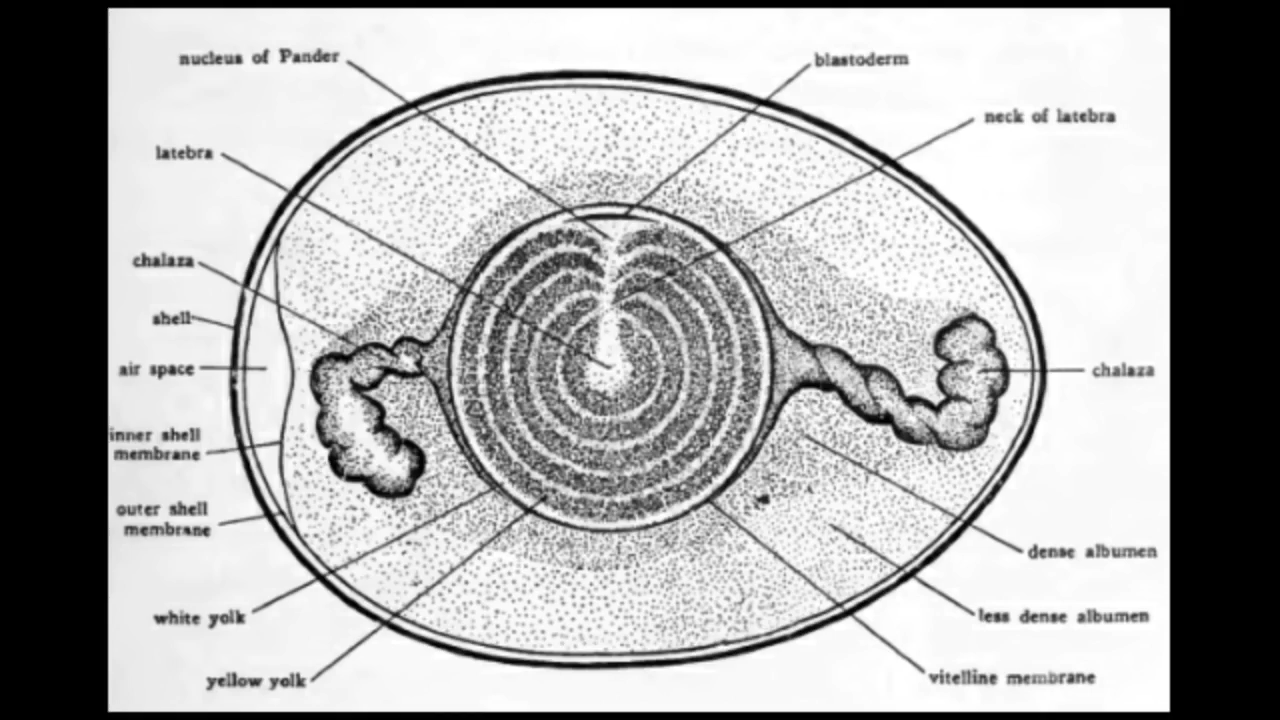 nucleus of Pander
blastoderm
neck of latebra
latebra
chalaza
shell
air space
chalaza
inner shell
membrane
outer shell
membrane
dense albumen
white yolk
less dense albumen
yellow yolk
vitelline membrane